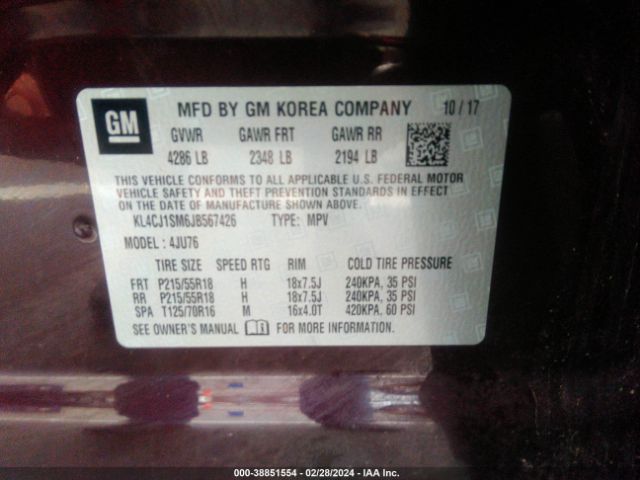 GM
MFD BY GM KOREA COMPANY 10/17
GVWR GAWR FRT GAWR RR
4286 LB 2348 LB 2194 LB
THIS VEHICLE CONFORMS TO ALL APPLICABLE U.S. FEDERAL MOTOR
VEHICLE SAFETY AND THEFT PREVENTION STANDARDS IN EFFECT
ON THE DATE OF MANUFACTURE SHOWN ABOVE.
KL4CJ1SM6JB567426 TYPE: MPV
MODEL: 4JU76
TIRE SIZE SPEED RTG RIM COLD TIRE PRESSURE
FRT P215/55R18 H 18x7.5J 240KPA, 35 PSI
RR P215/55R18 H 18x7.5J 240KPA, 35 PSI
SPA T125/70R16 M 16x4.0T 420KPA, 60 PSI
SEE OWNER'S MANUAL FOR MORE INFORMATION.
000-38851554 - 02/28/2024 - IAA Inc.